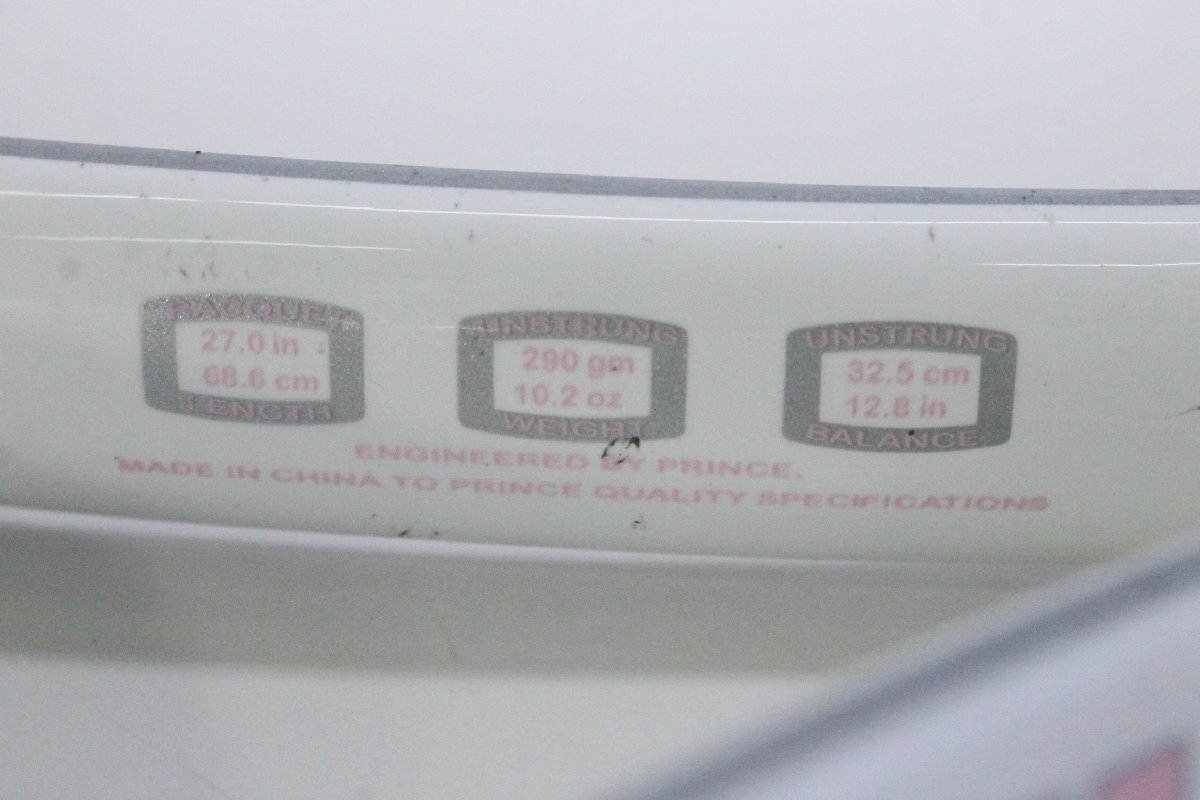 RACQUET
27.0 in
68.6 cm
LENGTH
UNSTRUNG
290 gm
10.2 oz
WEIGHT
UNSTRUNG
32.5 cm
12.8 in
BALANCE
ENGINEERED BY PRINCE.
MADE IN CHINA TO PRINCE QUALITY SPECIFICATIONS